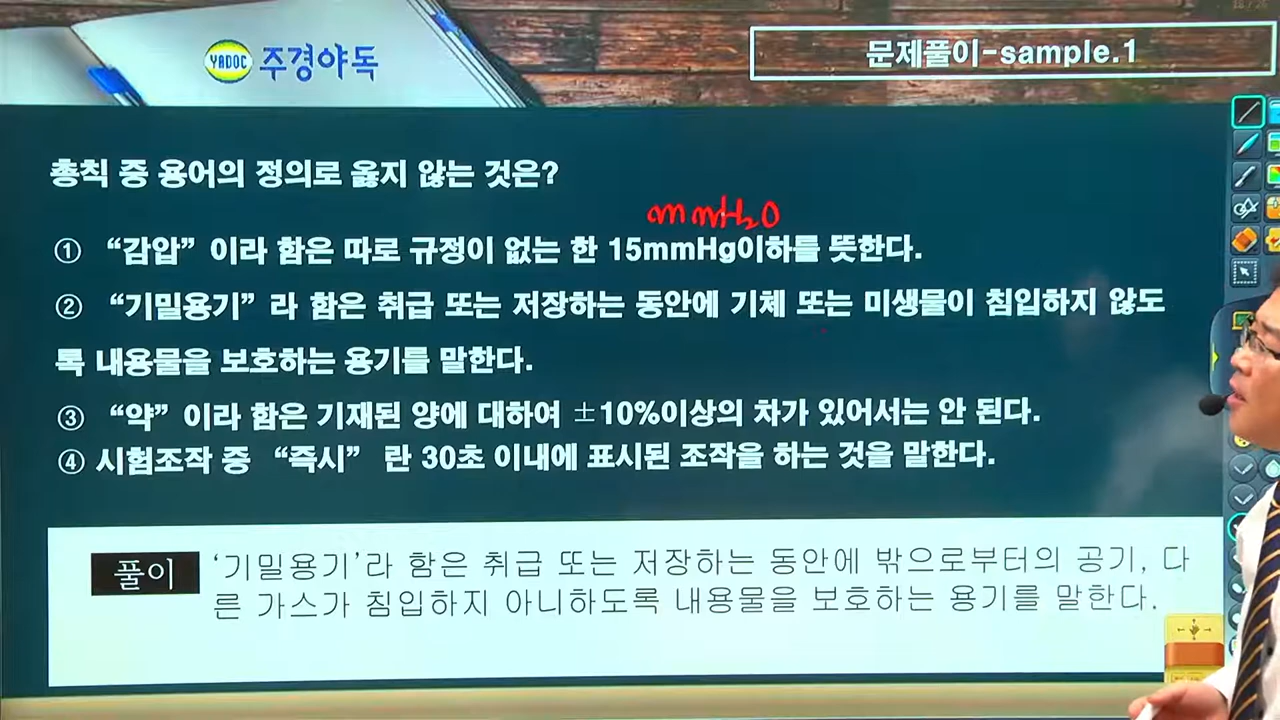 YADOC 주경야독
문제풀이-sample.1
총칙 중 용어의 정의로 옳지 않는 것은?
mmH₂O
① “감압” 이라 함은 따로 규정이 없는 한 15mmHg이하를 뜻한다.
② “기밀용기” 라 함은 취급 또는 저장하는 동안에 기체 또는 미생물이 침입하지 않도
록 내용물을 보호하는 용기를 말한다.
③ “약” 이라 함은 기재된 양에 대하여 ±10%이상의 차가 있어서는 안 된다.
④ 시험조작 중 “즉시” 란 30초 이내에 표시된 조작을 하는 것을 말한다.
풀이 ‘기밀용기’라 함은 취급 또는 저장하는 동안에 밖으로부터의 공기, 다
른 가스가 침입하지 아니하도록 내용물을 보호하는 용기를 말한다.